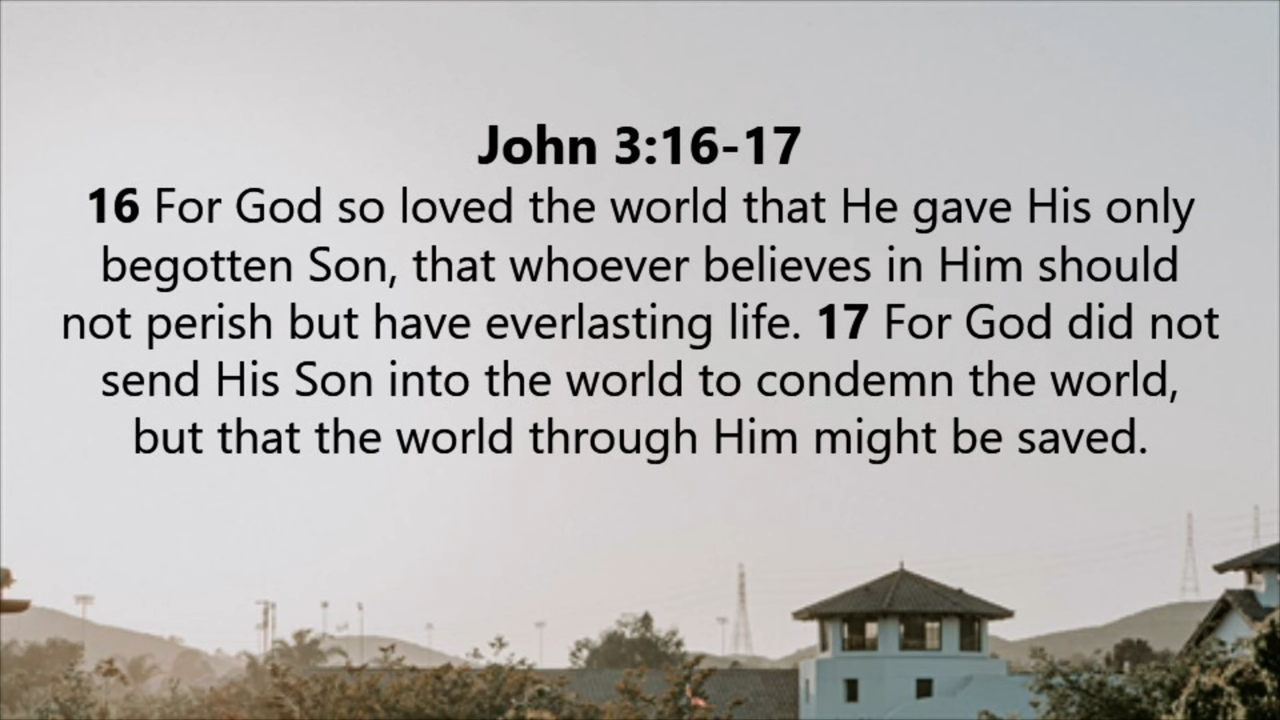 John 3:16-17
16 For God so loved the world that He gave His only
begotten Son, that whoever believes in Him should
not perish but have everlasting life. 17 For God did not
send His Son into the world to condemn the world,
but that the world through Him might be saved.